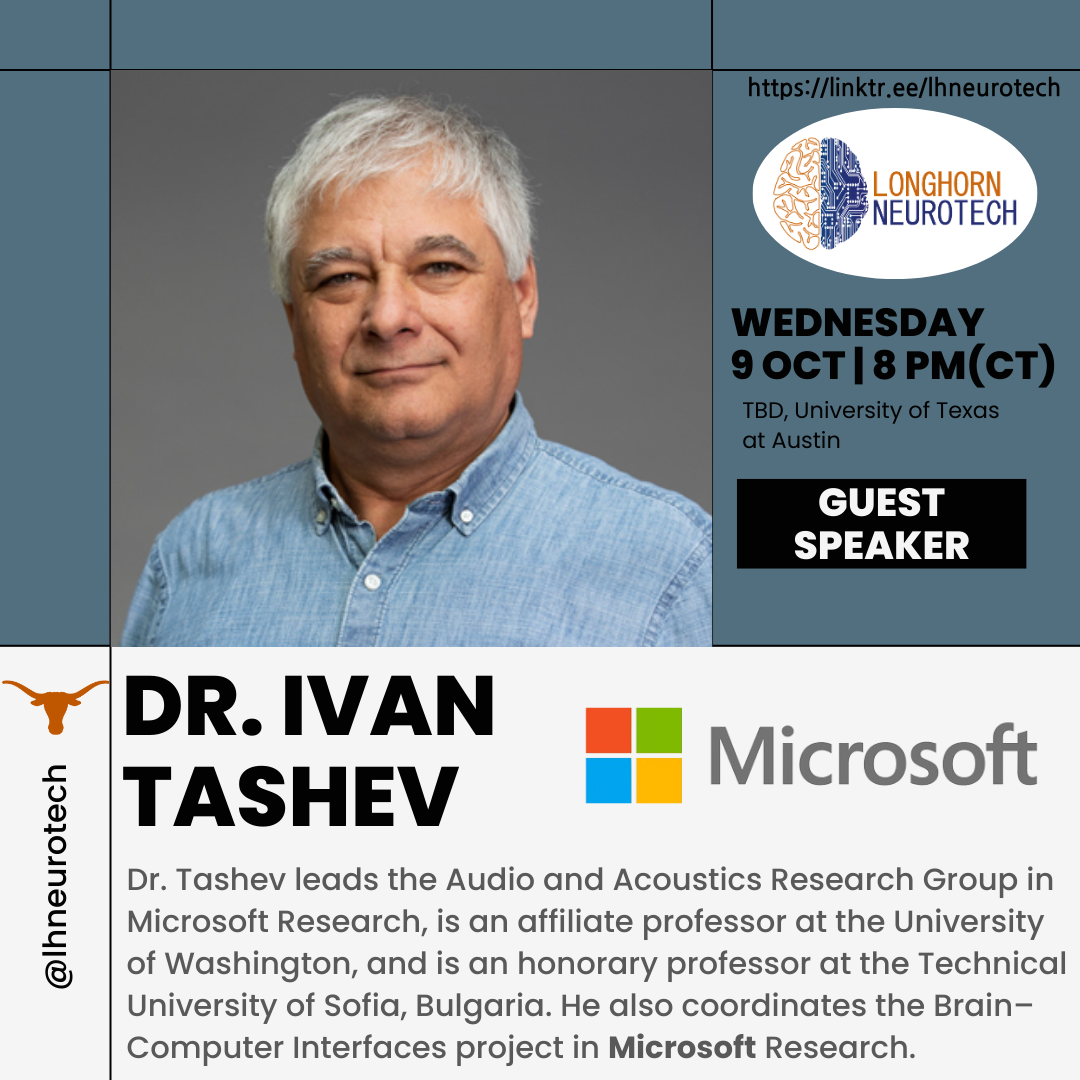 https://linktr.ee/lhneurotech
LONGHORN
NEUROTECH
WEDNESDAY
9 OCT | 8 PM(CT)
TBD, University of Texas
at Austin
GUEST
SPEAKER
DR. IVAN
TASHEV
Microsoft
@lhneurotech
Dr. Tashev leads the Audio and Acoustics Research Group in
Microsoft Research, is an affiliate professor at the University
of Washington, and is an honorary professor at the Technical
University of Sofia, Bulgaria. He also coordinates the Brain–
Computer Interfaces project in Microsoft Research.